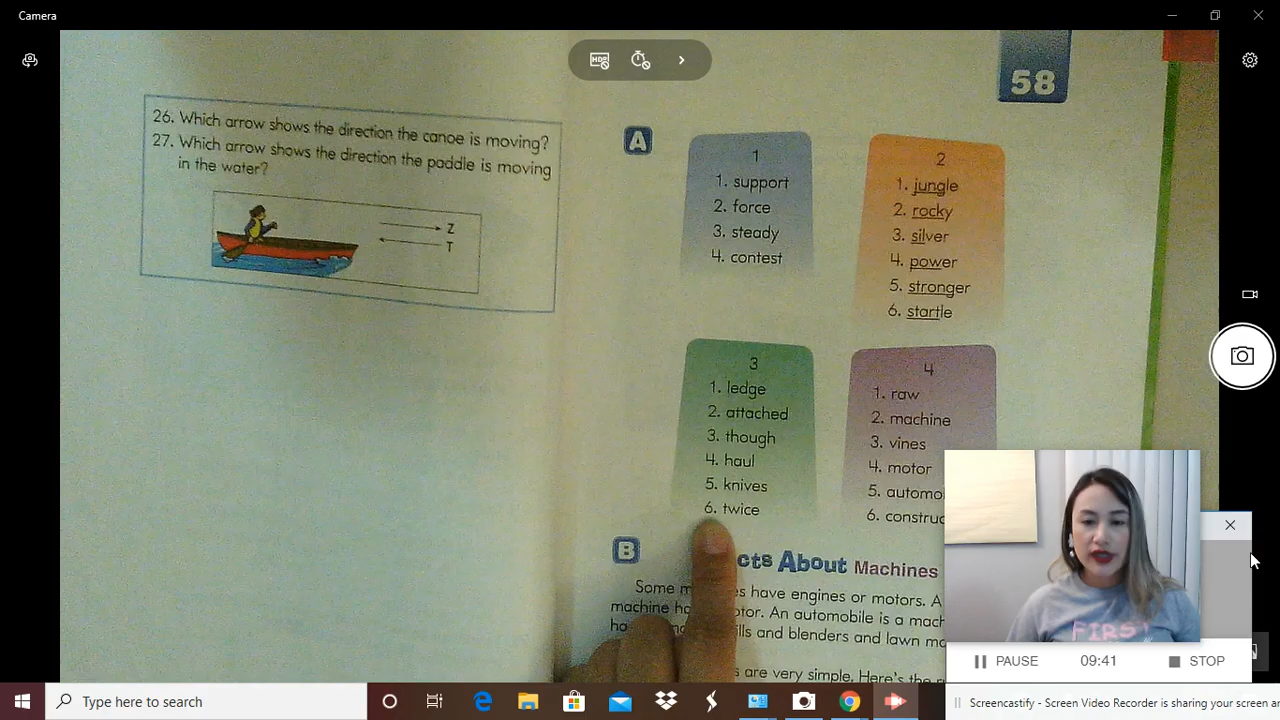 Camera
26. Which arrow shows the direction the canoe is moving?
27. Which arrow shows the direction the paddle is moving
in the water?
Z
T
58
A
1
1. support
2. force
3. steady
4. contest
2
1. jungle
2. rocky
3. silver
4. power
5. stronger
6. startle
3
1. ledge
2. attached
3. though
4. haul
5. knives
6. twice
4
1. raw
2. machine
3. vines
4. motor
5. automo
6. construc
B
cts About Machines
Some m es have engines or motors. A
machine ha otor. An automobile is a mach
ills and blenders and lawn
s are very simple. Here's the
FIRST
PAUSE
09:41
STOP
Type here to search
Screencastify - Screen Video Recorder is sharing your screen